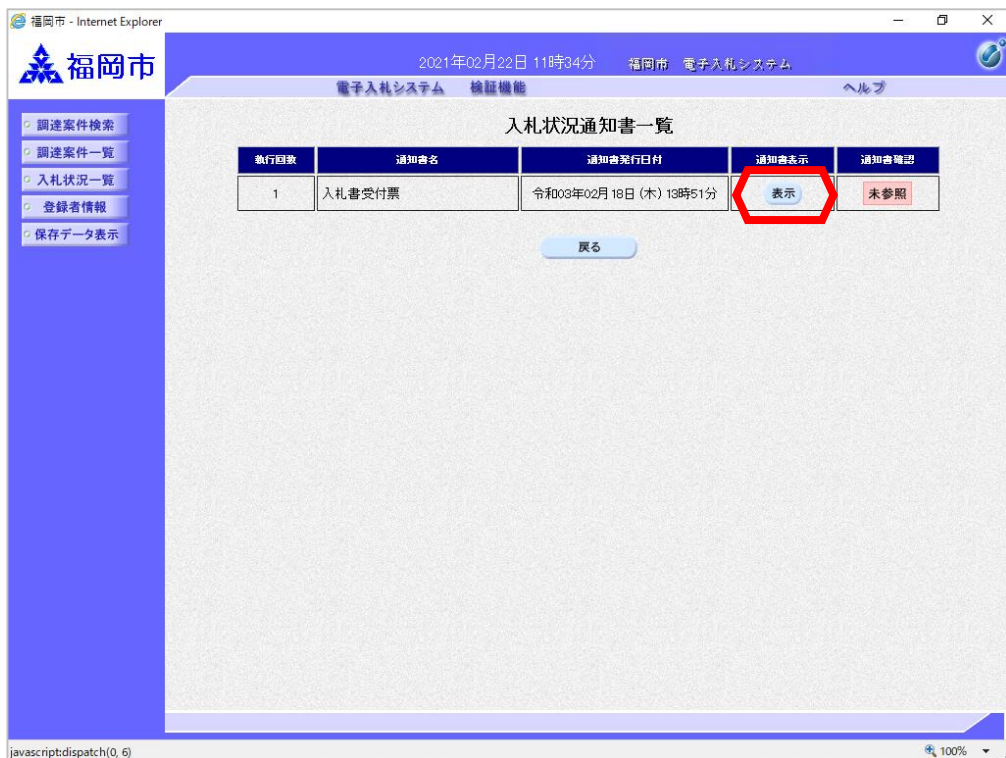 福岡市 - Internet Explorer
福岡市
2021年02月22日 11時34分 福岡市 電子入札システム
電子入札システム 検証機能 ヘルプ
調達案件検索
調達案件一覧
入札状況一覧
登録者情報
保存データ表示
入札状況通知書一覧
執行回数 通知書名 通知書発行日付 通知書表示 通知書確認
1 入札書受付票 令和03年02月18日 (木) 13時51分 表示 未参照
戻る
javascript:dispatch(0, 6)
100%